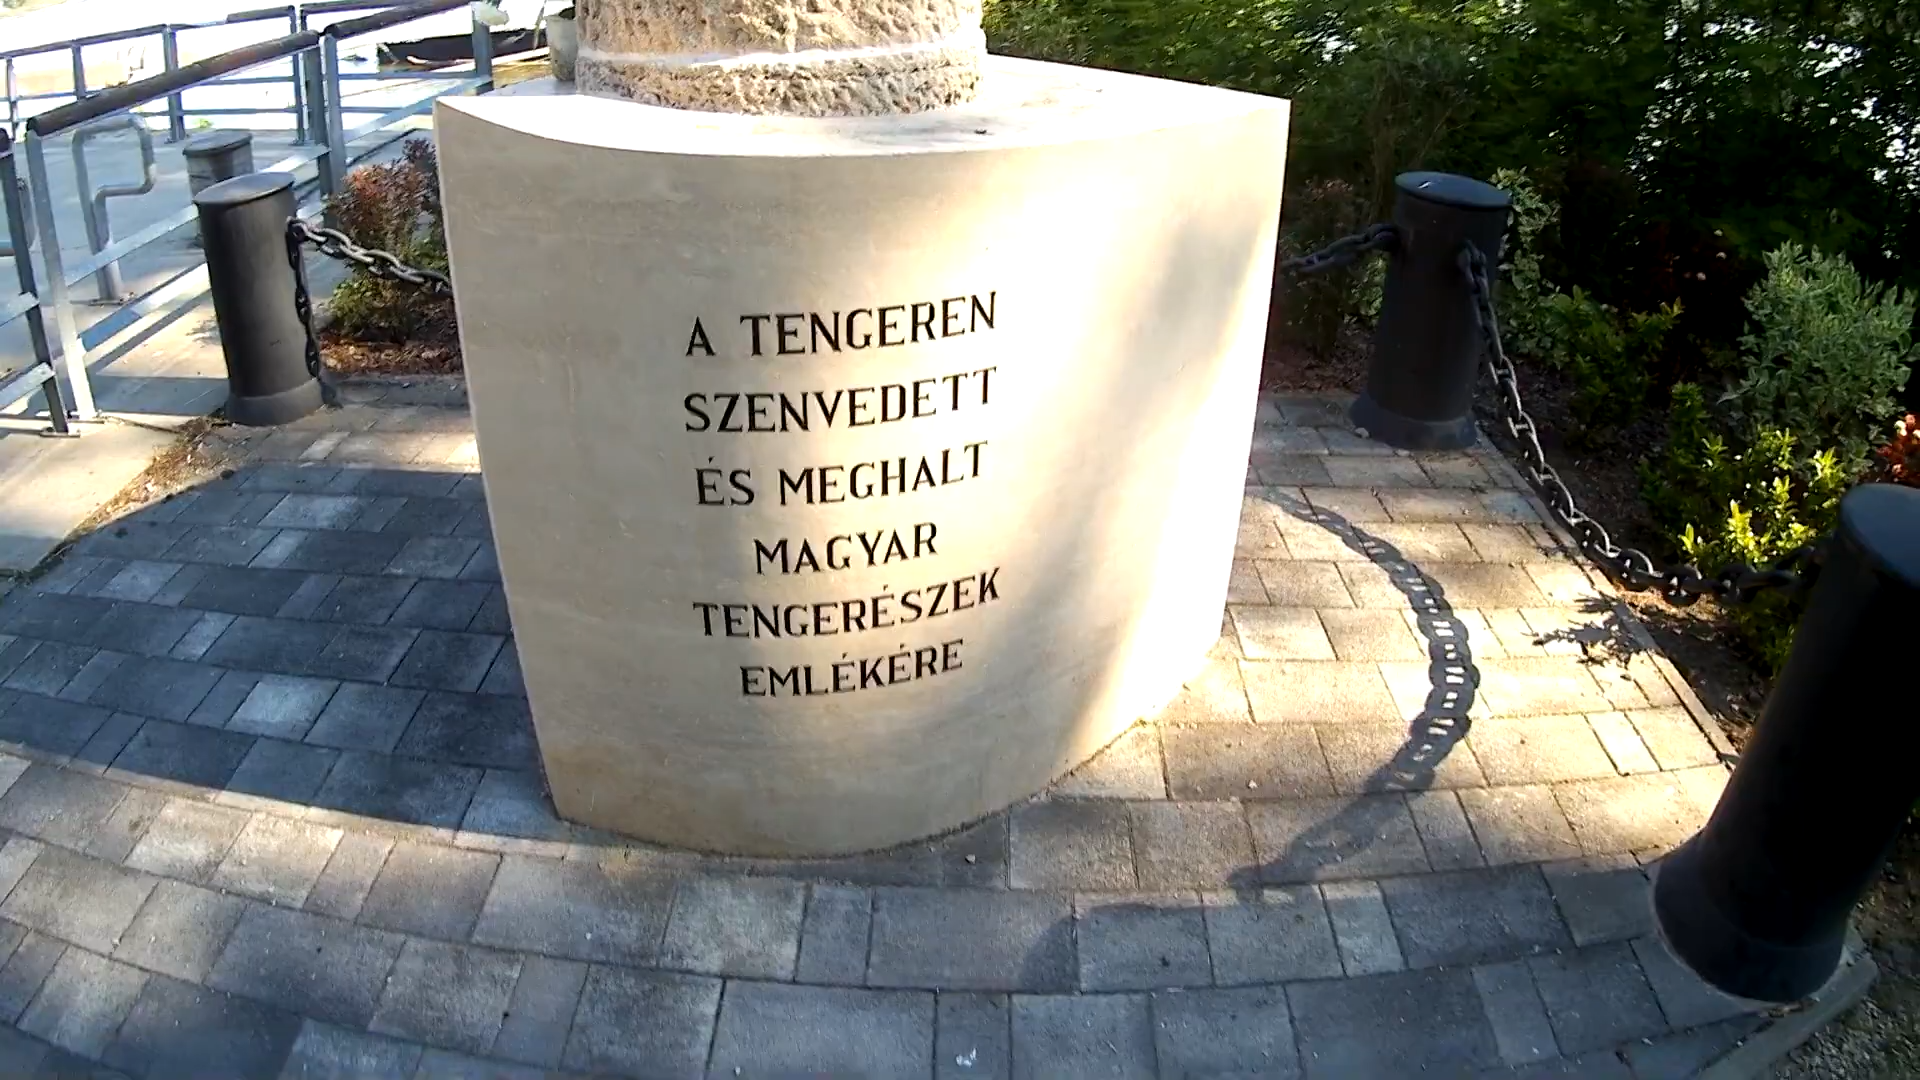 A TENGEREN
SZENVEDETT
ÉS MEGHALT
MAGYAR
TENGERÉSZEK
EMLÉKÉRE